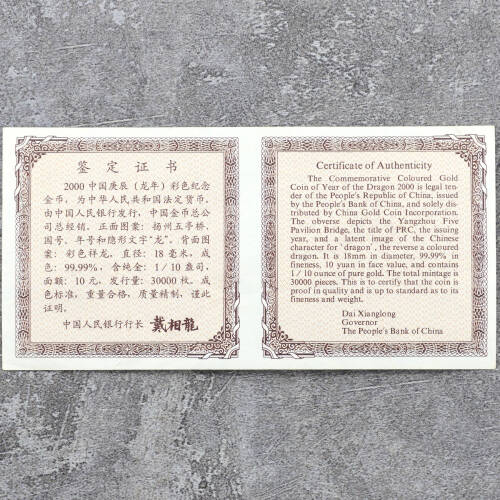 鉴定证书
2000 中国庚辰（龙年）彩色纪念
金币，为中华人民共和国法定货币。
由中国人民银行发行，中国金币总公
司总经销。正面图案：扬州五亭桥、
国号、年号和隐形文字“龙”。背面图
案：彩色祥龙，直径：18 毫米，成
色：99.99%，含纯金：1／10 盎司，
面额：10 元，发行量：30000 枚。成
色标准，重量合格，质量精制，谨此
证明。
中国人民银行行长 戴相龍
Certificate of Authenticity
The Commemorative Coloured Gold
Coin of Year of the Dragon 2000 is legal ten-
der of the People's Republic of China, issued
by the People's Bank of China, and solely dis-
tributed by China Gold Coin Incorporation.
The obverse depicts the Yangzhou Five
Pavilion Bridge, the title of PRC, the issuing
year, and a latent image of the Chinese
character for `dragon´, the reverse a coloured
dragon. It is 18mm in diameter, 99.99% in
fineness, 10 yuan in face value, and contains
1/10 ounce of pure gold. The total mintage is
30000 pieces. This is to certify that the coin is
proof in quality and is up to standard as to its
fineness and weight.
Dai Xianglong
Governor
The People's Bank of China